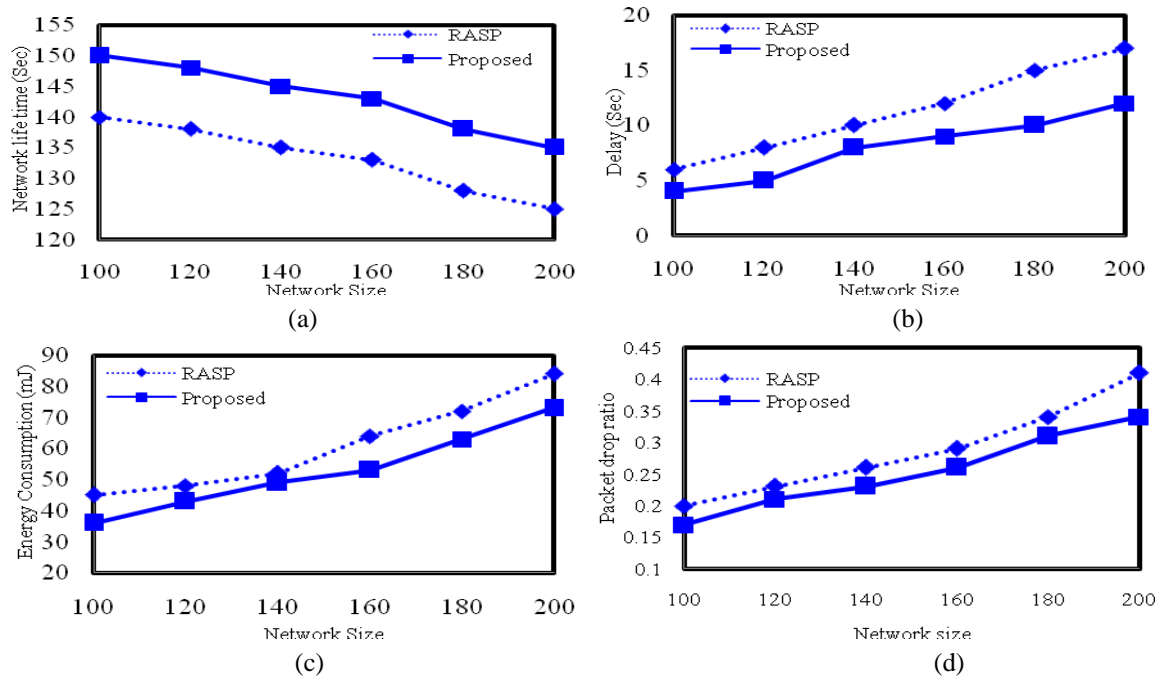 155
150
145
140
135
130
125
120
Network lifetime (Sec)
RASP
Proposed
100 120 140 160 180 200
Network Size
(a)
20
15
10
5
0
Delay (Sec)
RASP
Proposed
100 120 140 160 180 200
Network Size
(b)
90
80
70
60
50
40
30
20
Energy Consumption (mJ)
RASP
Proposed
100 120 140 160 180 200
Network Size
(c)
0.45
0.4
0.35
0.3
0.25
0.2
0.15
0.1
Packet drop ratio
RASP
Proposed
100 120 140 160 180 200
Network size
(d)